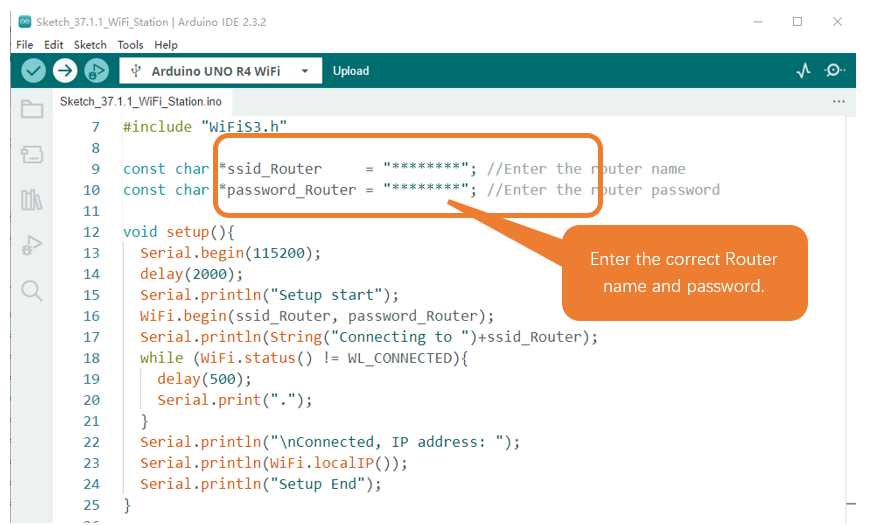 Sketch_37.1.1_WiFi_Station | Arduino IDE 2.3.2
File Edit Sketch Tools Help
Arduino UNO R4 WiFi Upload
Sketch_37.1.1_WiFi_Station.ino
7 #include "WiFiS3.h"
8
9 const char *ssid_Router     = "********"; //Enter the router name
10 const char *password_Router = "********"; //Enter the router password
11
12 void setup(){
13   Serial.begin(115200);
14   delay(2000);
15   Serial.println("Setup start");
16   WiFi.begin(ssid_Router, password_Router);
17   Serial.println(String("Connecting to ")+ssid_Router);
18   while (WiFi.status() != WL_CONNECTED){
19     delay(500);
20     Serial.print(".");
21   }
22   Serial.println("\nConnected, IP address: ");
23   Serial.println(WiFi.localIP());
24   Serial.println("Setup End");
25 }
Enter the correct Router
name and password.